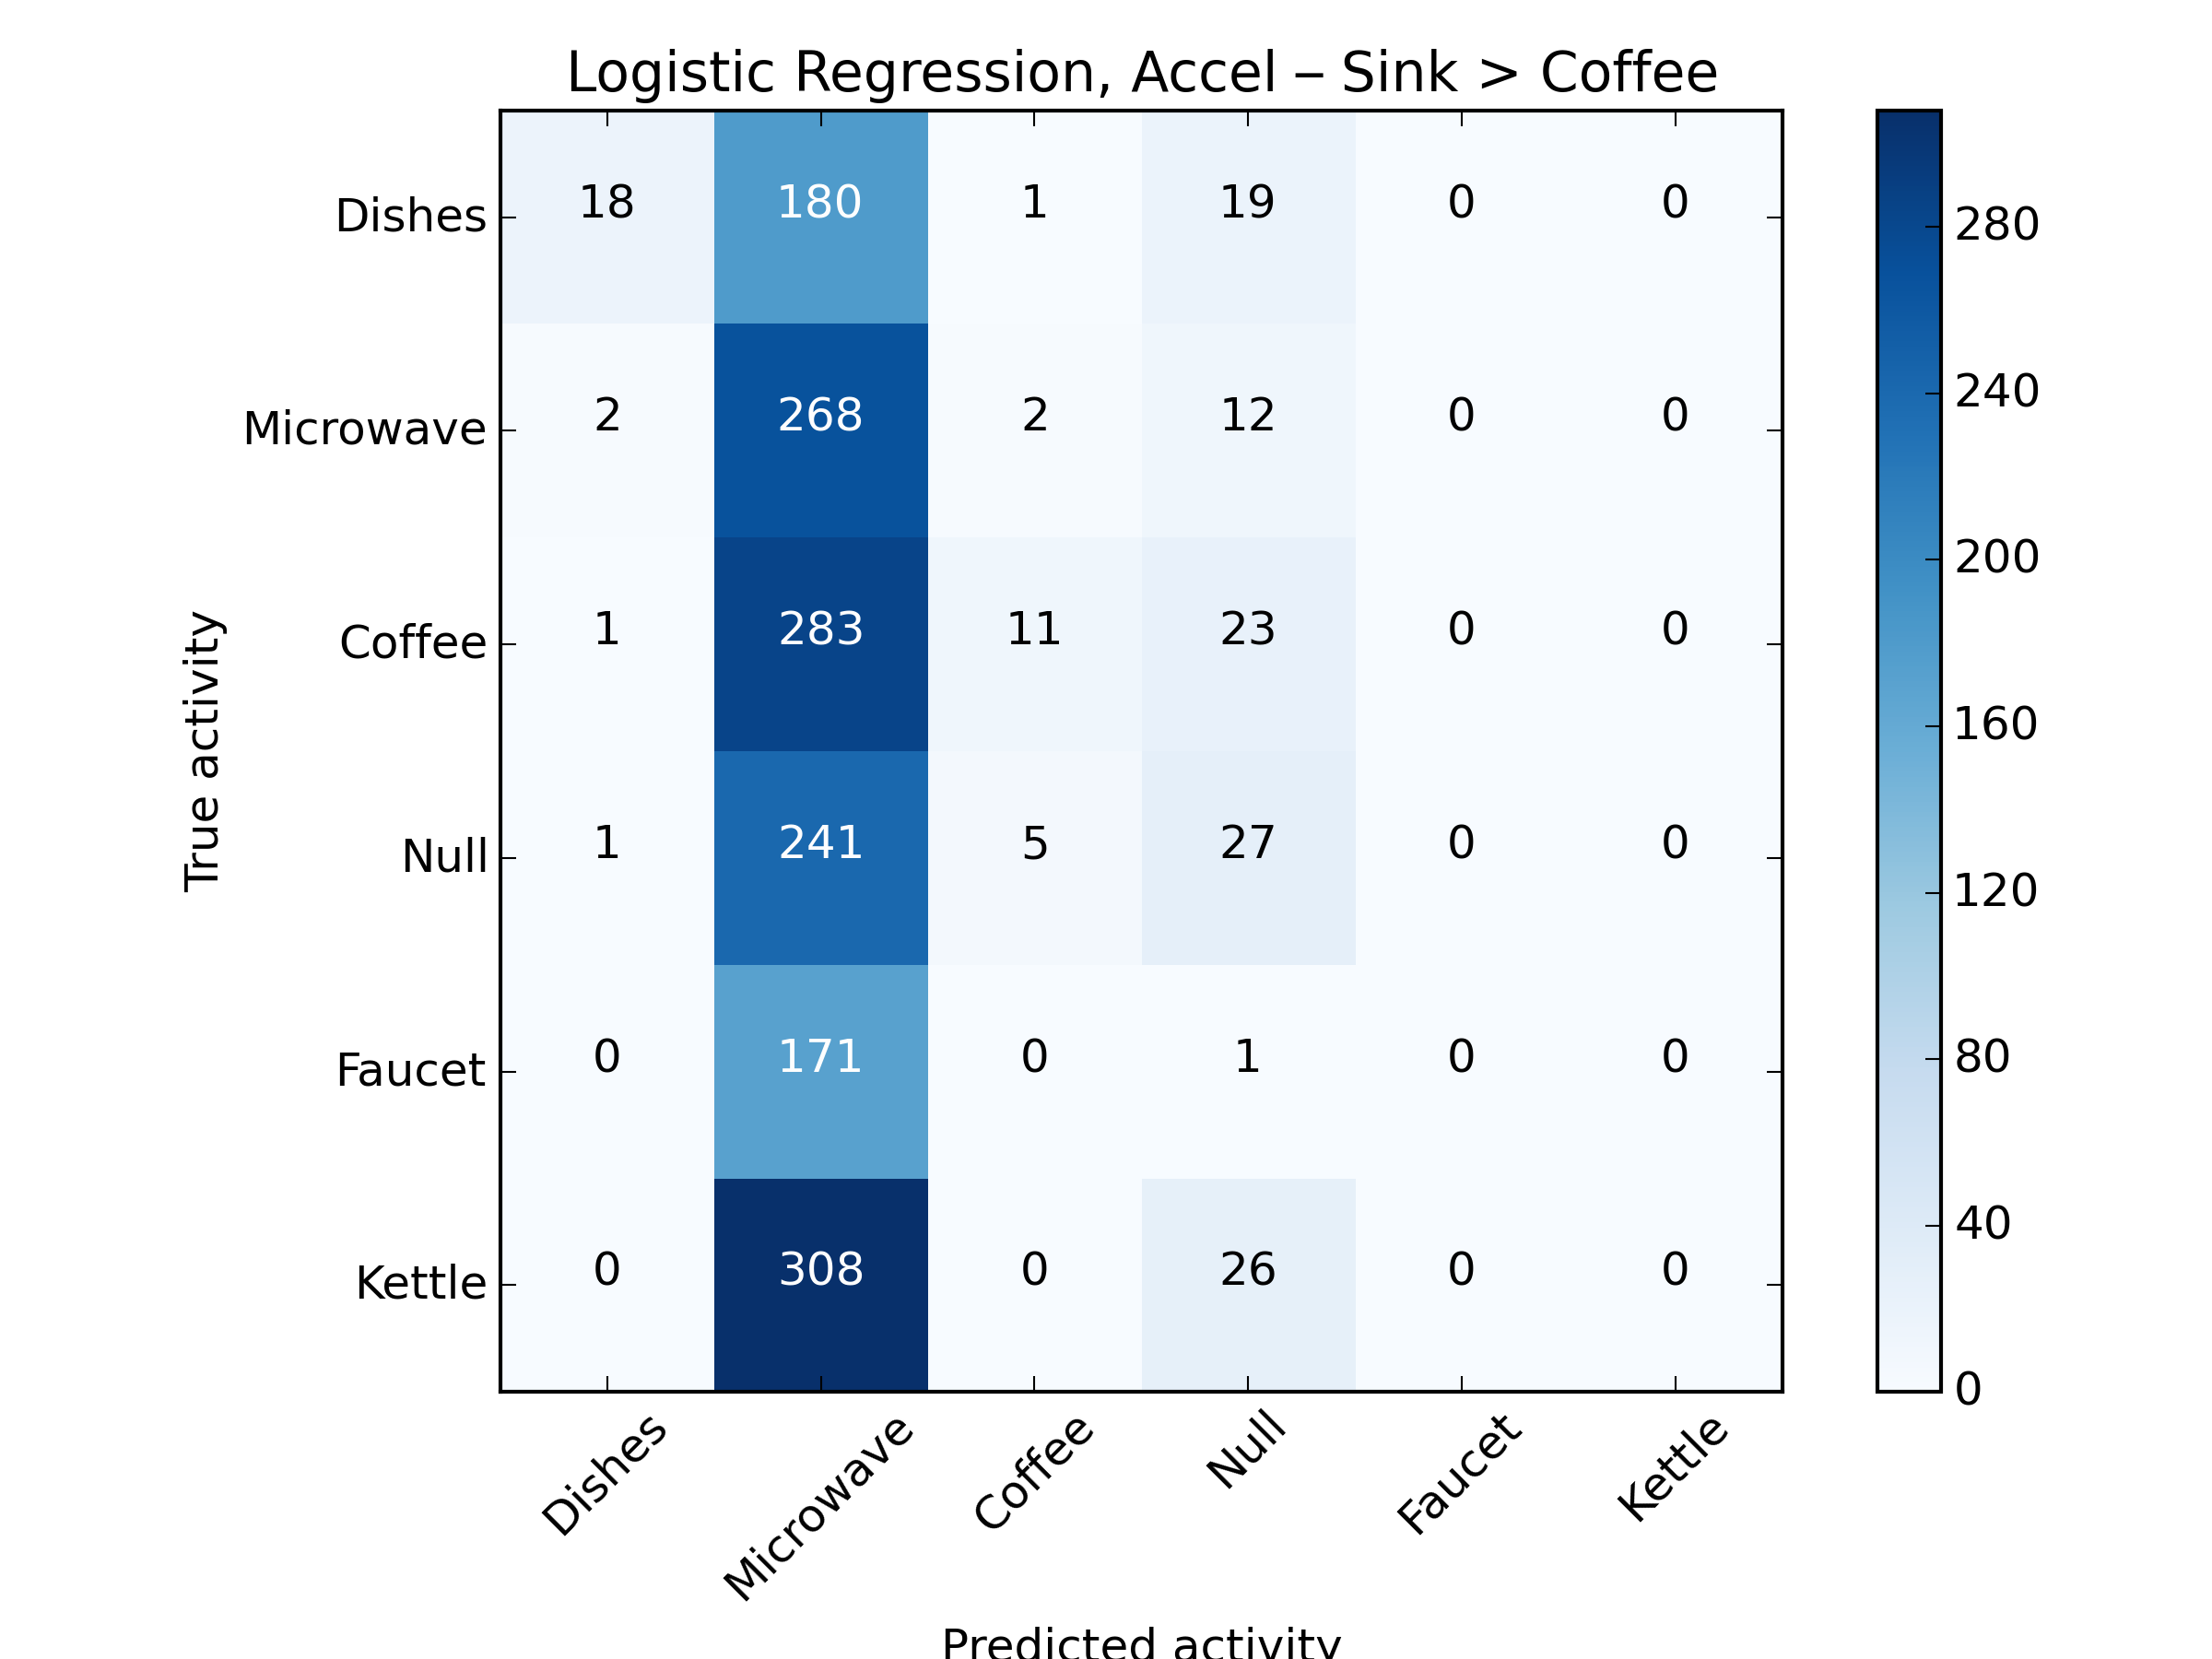 Logistic Regression, Accel – Sink > Coffee
Dishes 18 180 1 19 0 0
Microwave 2 268 2 12 0 0
Coffee 1 283 11 23 0 0
Null 1 241 5 27 0 0
Faucet 0 171 0 1 0 0
Kettle 0 308 0 26 0 0
True activity
Dishes Microwave Coffee Null Faucet Kettle
Predicted activity
280
240
200
160
120
80
40
0